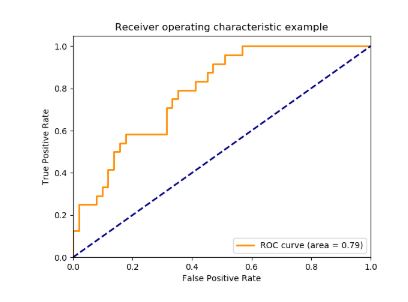 Receiver operating characteristic example
1.0
0.8
0.6
0.4
0.2
0.0
True Positive Rate
ROC curve (area = 0.79)
0.0 0.2 0.4 0.6 0.8 1.0
False Positive Rate